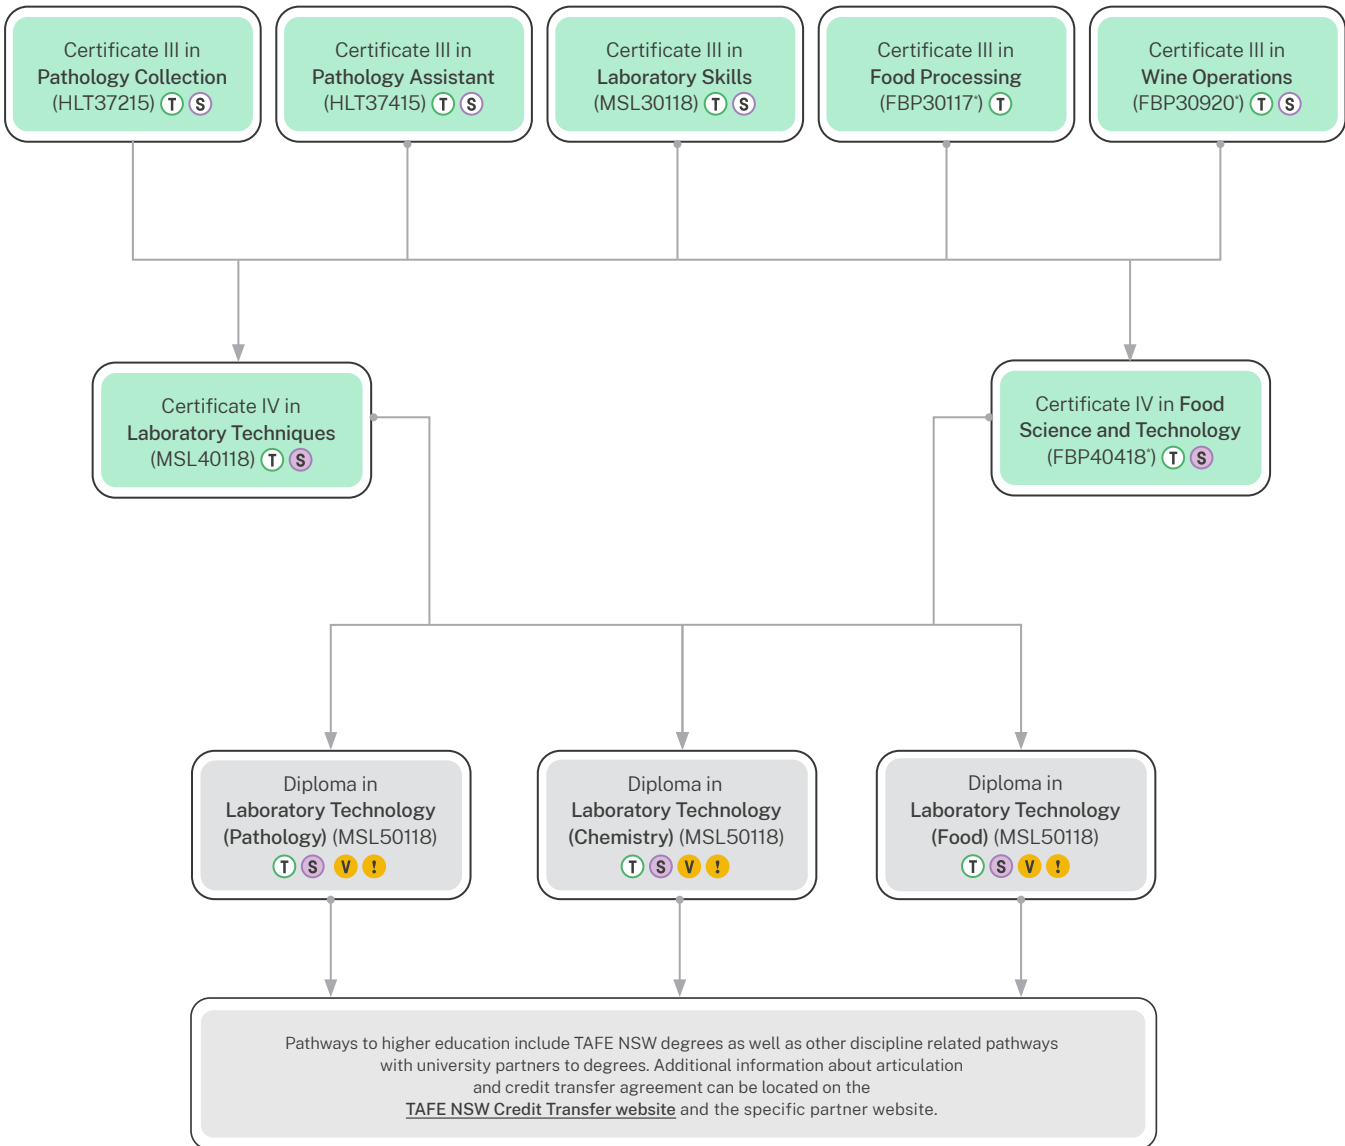 Certificate III in
Pathology Collection
(HLT37215) T S
Certificate III in
Pathology Assistant
(HLT37415) T S
Certificate III in
Laboratory Skills
(MSL30118) T S
Certificate III in
Food Processing
(FBP30117*) T
Certificate III in
Wine Operations
(FBP30920*) T S
Certificate IV in
Laboratory Techniques
(MSL40118) T S
Certificate IV in Food
Science and Technology
(FBP40418*) T S
Diploma in
Laboratory Technology
(Pathology) (MSL50118)
T S V !
Diploma in
Laboratory Technology
(Chemistry) (MSL50118)
T S V !
Diploma in
Laboratory Technology
(Food) (MSL50118)
T S V !
Pathways to higher education include TAFE NSW degrees as well as other discipline related pathways
with university partners to degrees. Additional information about articulation
and credit transfer agreement can be located on the
TAFE NSW Credit Transfer website and the specific partner website.